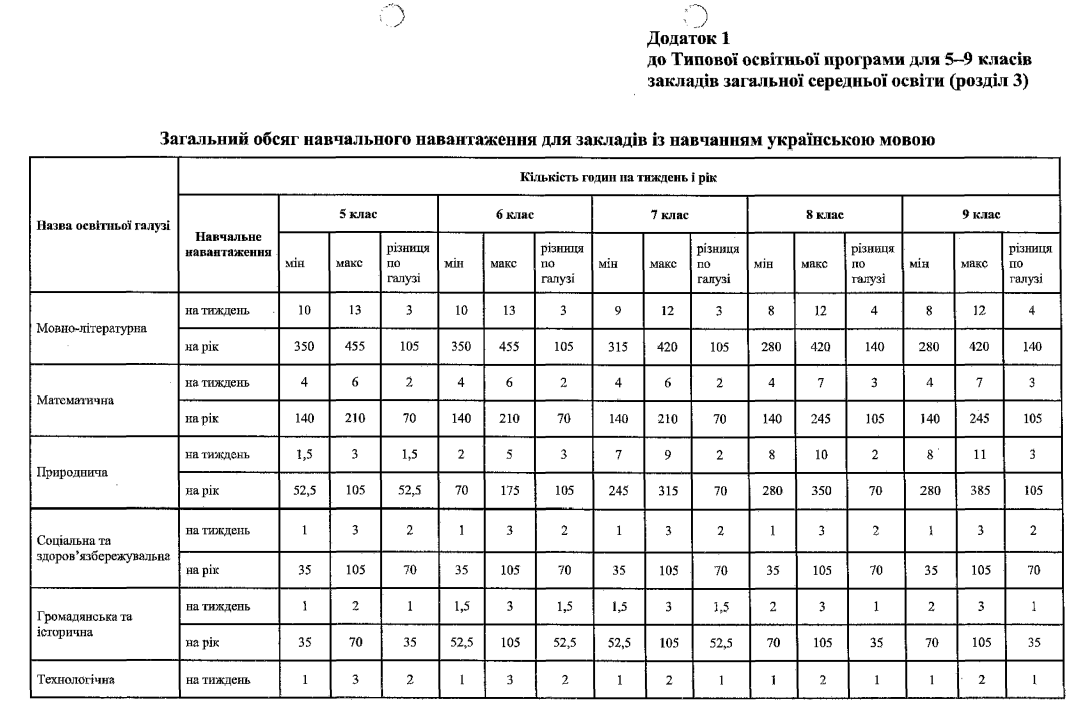 Додаток 1
до Типової освітньої програми для 5–9 класів
закладів загальної середньої освіти (розділ 3)
Загальний обсяг навчального навантаження для закладів із навчанням українською мовою
Назва освітньої галузі
Кількість годин на тиждень і рік
Навчальне
навантаження
5 клас 6 клас 7 клас 8 клас 9 клас
мін макс різниця по галузі мін макс різниця по галузі мін макс різниця по галузі мін макс різниця по галузі мін макс різниця по галузі
Мовно-літературна
на тиждень 10 13 3 10 13 3 9 12 3 8 12 4 8 12 4
на рік 350 455 105 350 455 105 315 420 105 280 420 140 280 420 140
Математична
на тиждень 4 6 2 4 6 2 4 6 2 4 7 3 4 7 3
на рік 140 210 70 140 210 70 140 210 70 140 245 105 140 245 105
Природнича
на тиждень 1,5 3 1,5 2 5 3 7 9 2 8 10 2 8 11 3
на рік 52,5 105 52,5 70 175 105 245 315 70 280 350 70 280 385 105
Соціальна та
здоров’язбережувальна
на тиждень 1 3 2 1 3 2 1 3 2 1 3 2 1 3 2
на рік 35 105 70 35 105 70 35 105 70 35 105 70 35 105 70
Громадянська та
історична
на тиждень 1 2 1 1,5 3 1,5 1,5 3 1,5 2 3 1 2 3 1
на рік 35 70 35 52,5 105 52,5 52,5 105 52,5 70 105 35 70 105 35
Технологічна
на тиждень 1 3 2 1 3 2 1 2 1 1 2 1 1 2 1